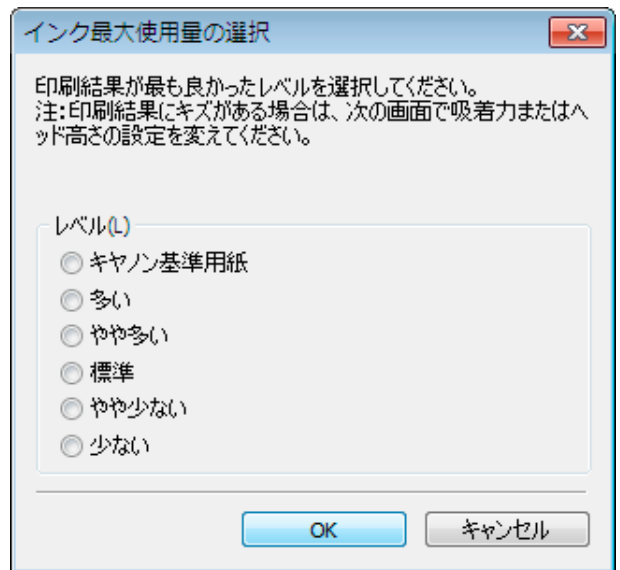 インク最大使用量の選択
印刷結果が最も良かったレベルを選択してください。
注:印刷結果にキズがある場合は、次の画面で吸着力またはヘ
ッド高さの設定を変えてください。
レベル(L)
キヤノン基準用紙
多い
やや多い
標準
やや少ない
少ない
OK
キャンセル